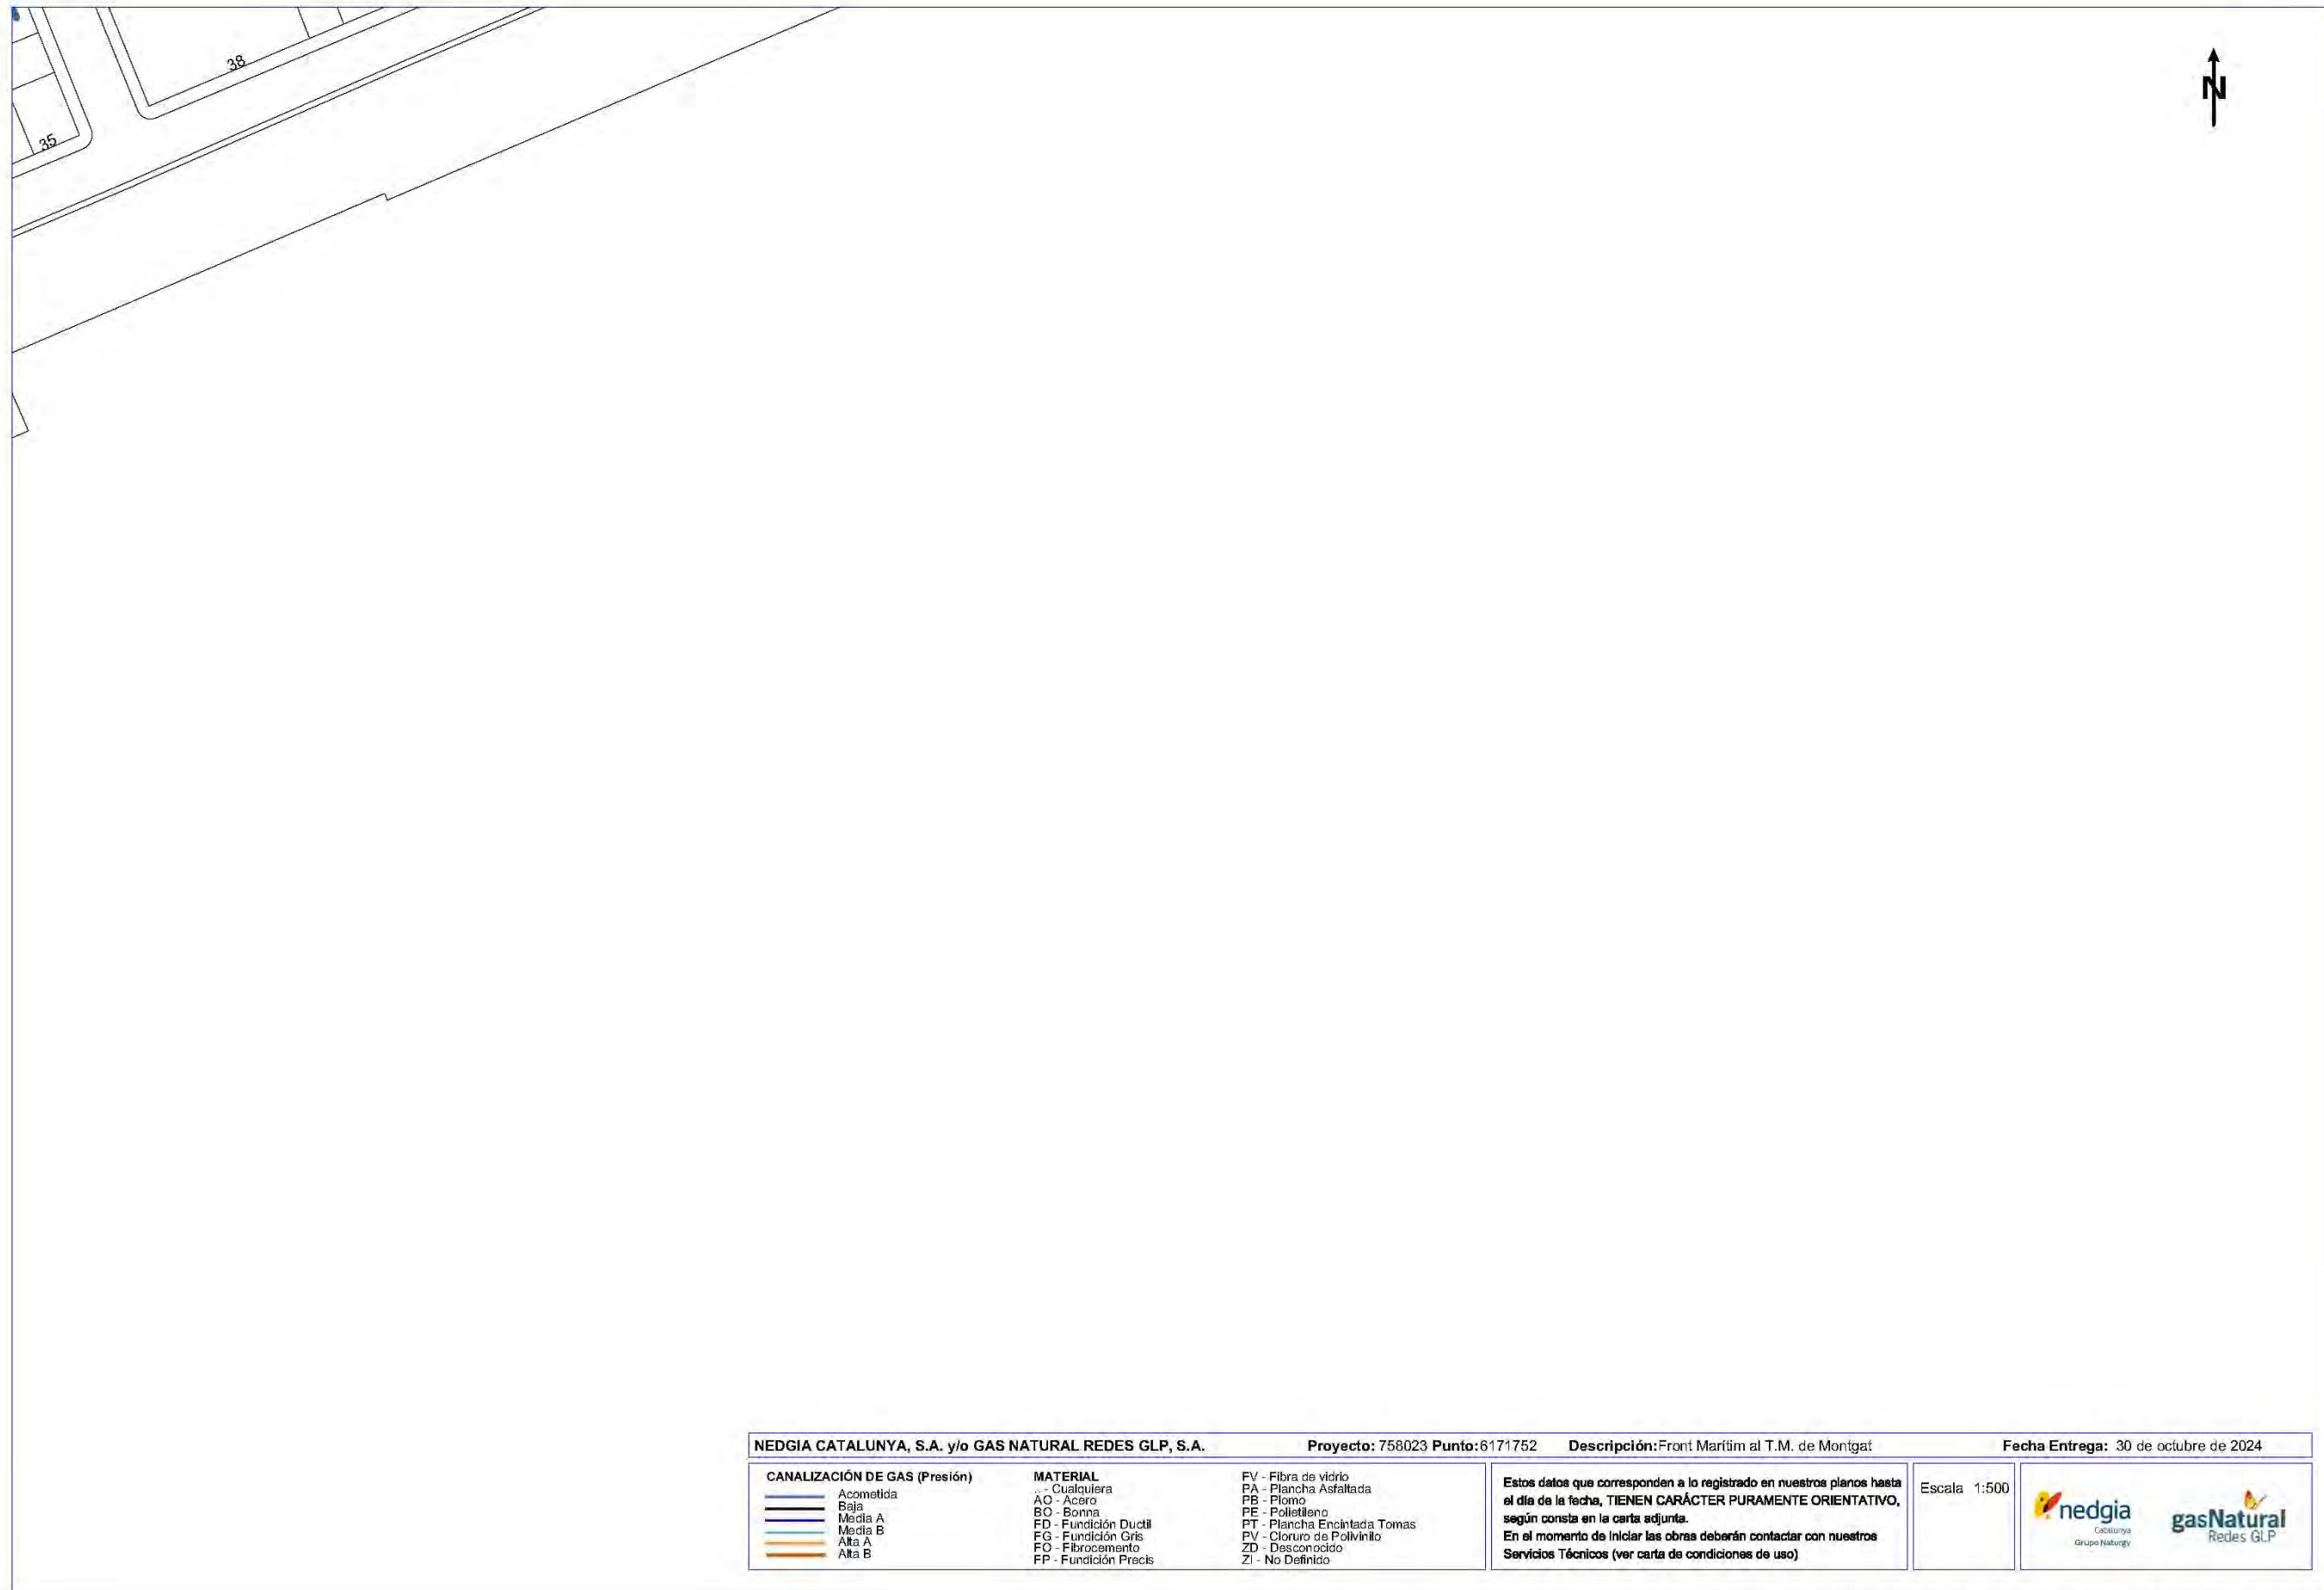 38
35
N
NEDGIA CATALUNYA, S.A. y/o GAS NATURAL REDES GLP, S.A. Proyecto: 758023 Punto:6171752 Descripción:Front Marítim al T.M. de Montgat Fecha Entrega: 30 de octubre de 2024
CANALIZACIÓN DE GAS (Presión)
Acometida
Baja
Media A
Media B
Alta A
Alta B
MATERIAL
.. - Cualquiera
AO - Acero
BO - Bonna
FD - Fundición Ductil
FG - Fundición Gris
FO - Fibrocemento
FP - Fundición Precis
FV - Fibra de vidrio
PA - Plancha Asfaltada
PB - Plomo
PE - Polietileno
PT - Plancha Encintada Tomas
PV - Cloruro de Polivinilo
ZD - Desconocido
ZI - No Definido
Estos datos que corresponden a lo registrado en nuestros planos hasta
el día de la fecha, TIENEN CARÁCTER PURAMENTE ORIENTATIVO,
según consta en la carta adjunta.
En el momento de iniciar las obras deberán contactar con nuestros
Servicios Técnicos (ver carta de condiciones de uso)
Escala 1:500
nedgia
Catalunya
Grupo Naturgy
gasNatural
Redes GLP